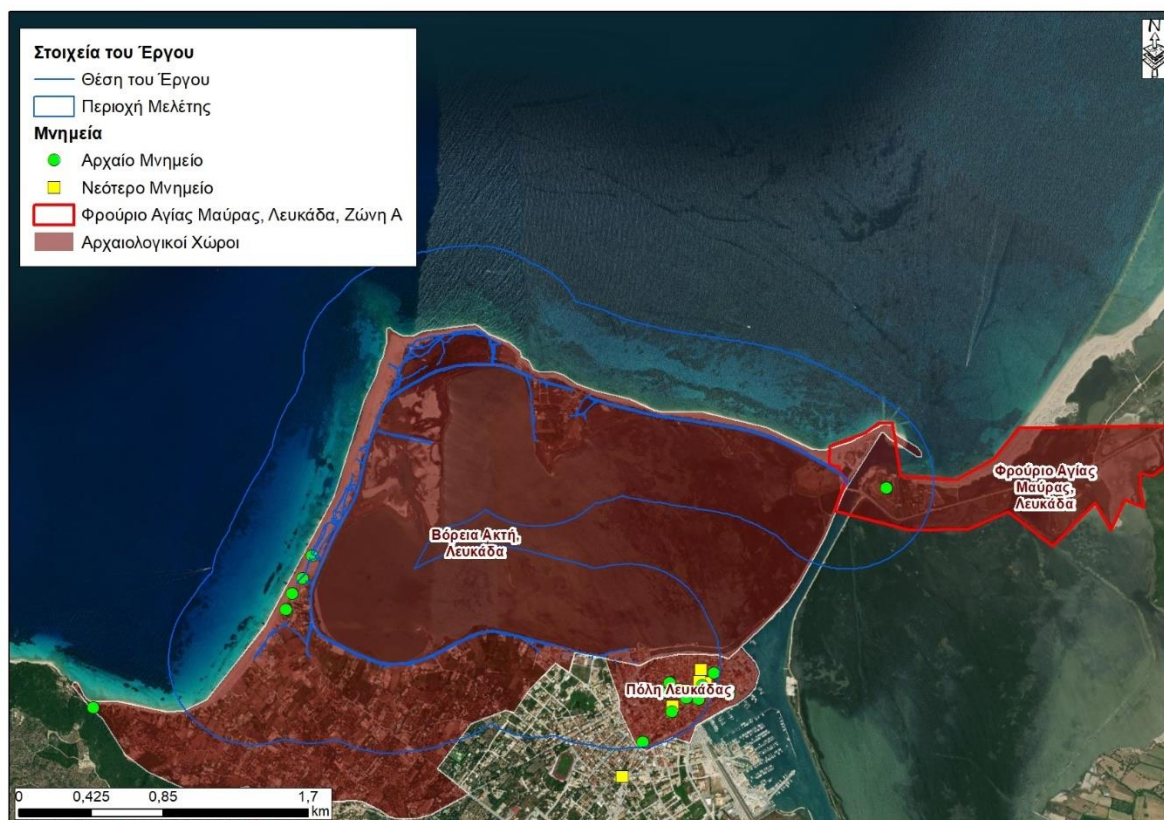 Στοιχεία του Έργου
Θέση του Έργου
Περιοχή Μελέτης
Μνημεία
Αρχαίο Μνημείο
Νεότερο Μνημείο
Φρούριο Αγίας Μαύρας, Λευκάδα, Ζώνη Α
Αρχαιολογικοί Χώροι
N
Φρούριο Αγίας
Μαύρας,
Λευκάδα
Βόρεια Ακτή,
Λευκάδα
Πόλη Λευκάδας
0 0,425 0,85 1,7
km